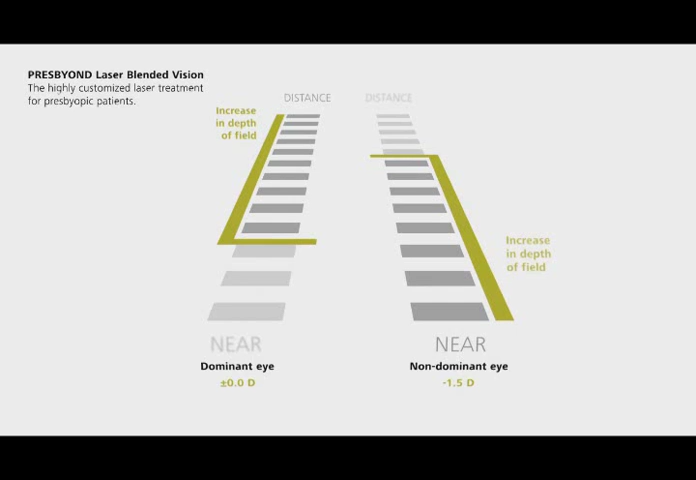 PRESBYOND Laser Blended Vision
The highly customized laser treatment
for presbyopic patients.
DISTANCE
DISTANCE
Increase
in depth
of field
Increase
in depth
of field
NEAR
NEAR
Dominant eye
Non-dominant eye
±0.0 D
-1.5 D